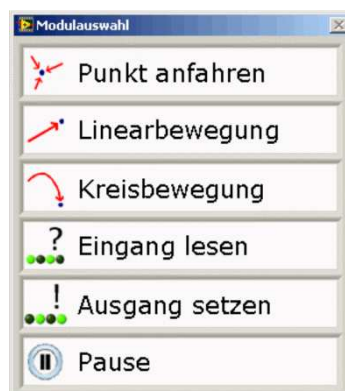 Modulauswahl
Punkt anfahren
Linearbewegung
Kreisbewegung
? Eingang lesen
! Ausgang setzen
Pause